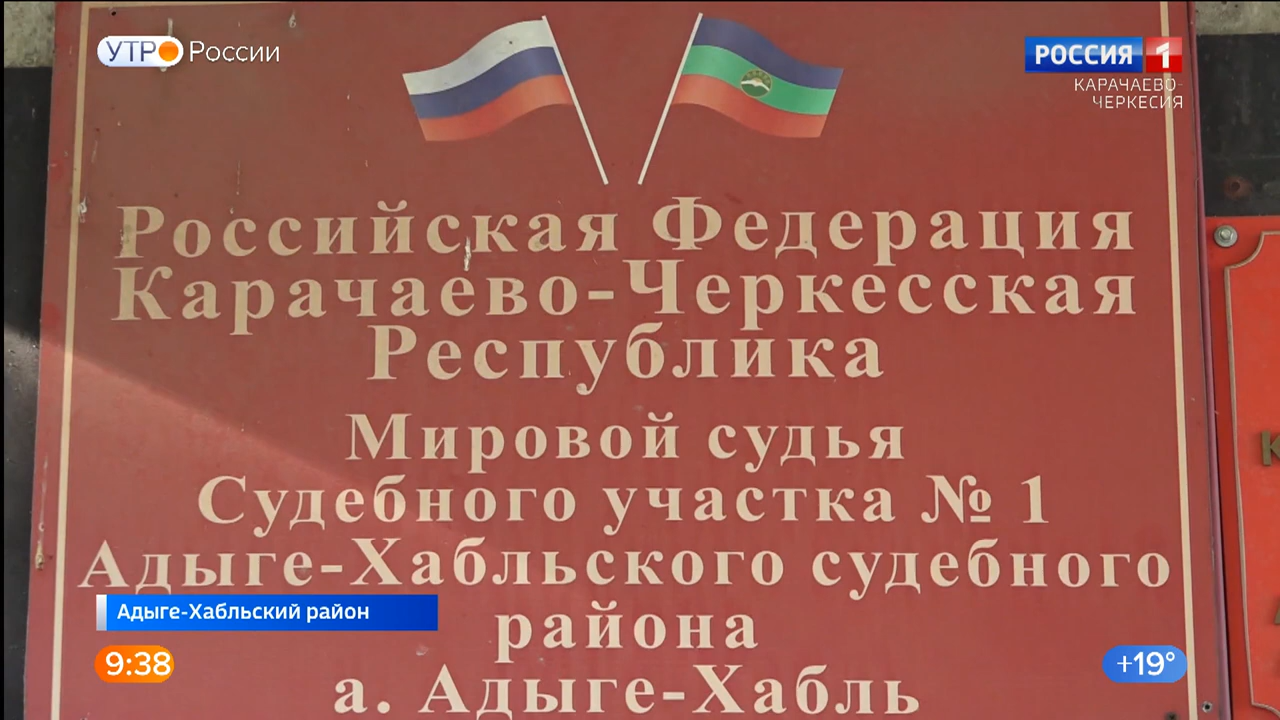 УТРО России
РОССИЯ 1
КАРАЧАЕВО-
ЧЕРКЕСИЯ
Российская Федерация
Карачаево-Черкесская
Республика
Мировой судья
Судебного участка № 1
Адыге-Хабльского судебного
района
а. Адыге-Хабль
Адыге-Хабльский район
9:38
+19°